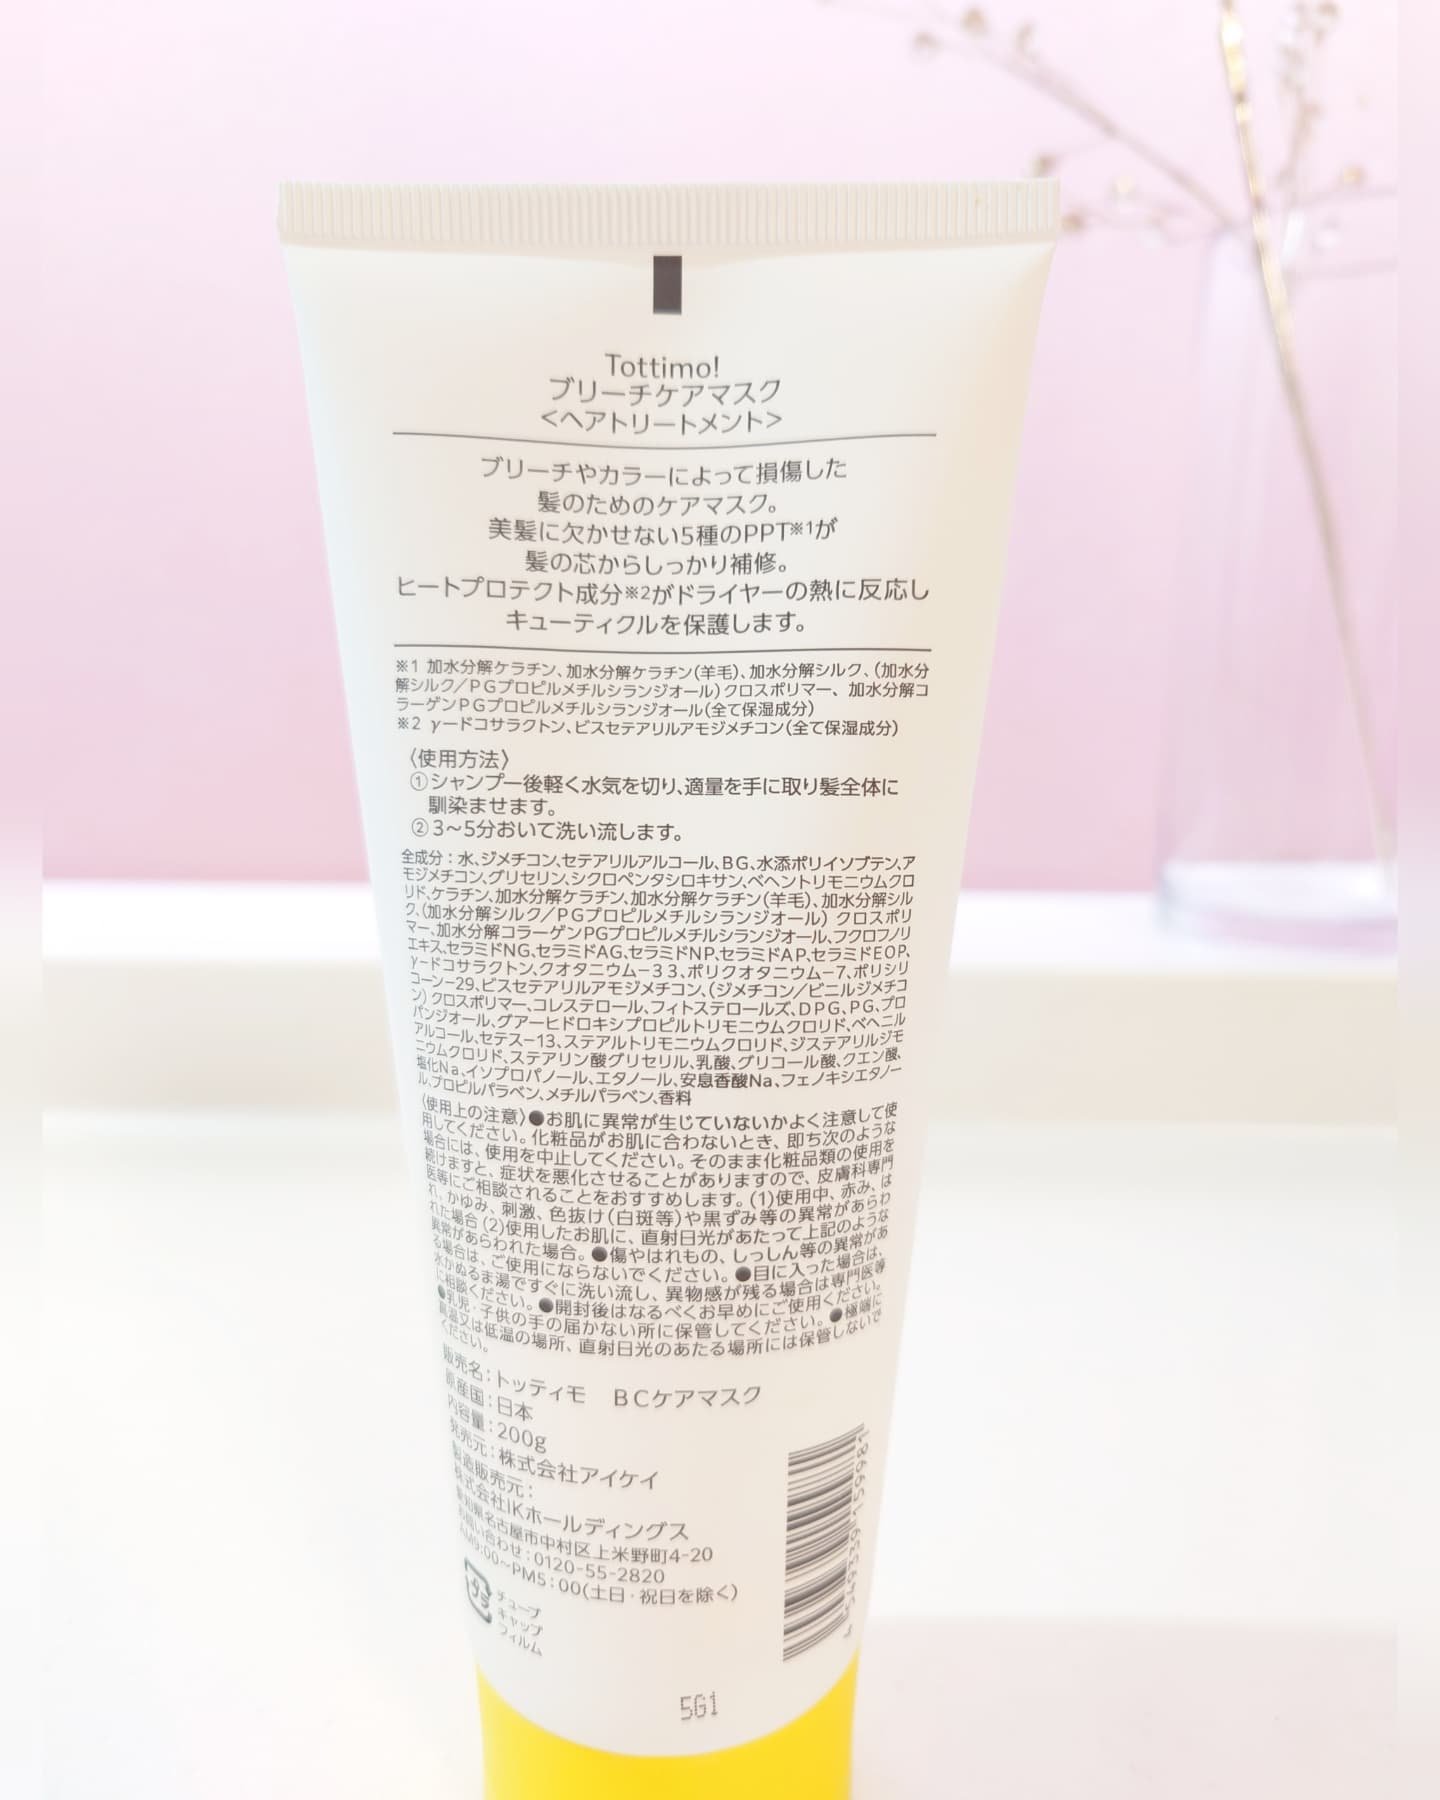 Tottimo!
ブリーチケアマスク
<ヘアトリートメント>
ブリーチやカラーによって損傷した
髪のためのケアマスク。
美髪に欠かせない5種のPPT※1が
髪の芯からしっかり補修。
ヒートプロテクト成分※2がドライヤーの熱に反応し
キューティクルを保護します。
※1 加水分解ケラチン、加水分解ケラチン(羊毛)、加水分解シルク、(加水分
解シルク/PGプロピルメチルシランジオール)クロスポリマー、加水分解コ
ラーゲンPGプロピルメチルシランジオール(全て保湿成分)
※2 γードコサラクトン、ビスセテアリルアモジメチコン(全て保湿成分)
〈使用方法〉
①シャンプー後軽く水気を切り、適量を手に取り髪全体に
馴染ませます。
②3〜5分おいて洗い流します。
全成分：水、ジメチコン、セテアリルアルコール、BG、水添ポリイソブテン、ア
モジメチコン、グリセリン、シクロペンタシロキサン、ベヘントリモニウムクロ
リド、ケラチン、加水分解ケラチン、加水分解ケラチン(羊毛)、加水分解シル
ク、(加水分解シルク/PGプロピルメチルシランジオール) クロスポリ
マー、加水分解コラーゲンPGプロピルメチルシランジオール、フクロフノリ
エキス、セラミドNG、セラミドAG、セラミドNP、セラミドAP、セラミドEOP、
γ-ドコサラクトン、クオタニウム-33、ポリクオタニウム-7、ポリシリ
コーン-29、ビスセテアリルアモジメチコン、(ジメチコン/ビニルジメチコ
ン) クロスポリマー、コレステロール、フィトステロールズ、DPG、PG、プロ
パンジオール、グアーヒドロキシプロピルトリモニウムクロリド、ベヘニル
アルコール、セテス-13、ステアルトリモニウムクロリド、ジステアリルジモ
ニウムクロリド、ステアリン酸グリセリル、乳酸、グリコール酸、クエン酸、
塩化Na、イソプロパノール、エタノール、安息香酸Na、フェノキシエタノー
ル、プロピルパラベン、メチルパラベン、香料
〈使用上の注意〉●お肌に異常が生じていないかよく注意して使
用してください。化粧品がお肌に合わないとき、即ち次のような
場合には、使用を中止してください。そのまま化粧品類の使用を
続けますと、症状を悪化させることがありますので、皮膚科専門
医等にご相談されることをおすすめします。(1)使用中、赤み、は
れ、かゆみ、刺激、色抜け(白斑等)や黒ずみ等の異常があらわ
れた場合 (2)使用したお肌に、直射日光があたって上記のような
異常があらわれた場合。●傷やはれもの、しっしん等の異常があ
る場合は、ご使用にならないでください。●目に入った場合は、
水かぬるま湯ですぐに洗い流し、異物感が残る場合は専門医等
に相談ください。●開封後はなるべくお早めにご使用ください。
●乳児・子供の手の届かない所に保管してください。●極端に
高温又は低温の場所、直射日光のあたる場所には保管しないで
ください。
販売名：トッティモ　BCケアマスク
原産国：日本
内容量：200g
発売元：株式会社アイケイ
製造販売元：
株式会社IKホールディングス
愛知県名古屋市中村区上米野町4-20
お問い合わせ：0120-55-2820
AM9:00〜PM5：00(土日・祝日を除く)
プラ
チューブ
キャップ
フィルム
5G1